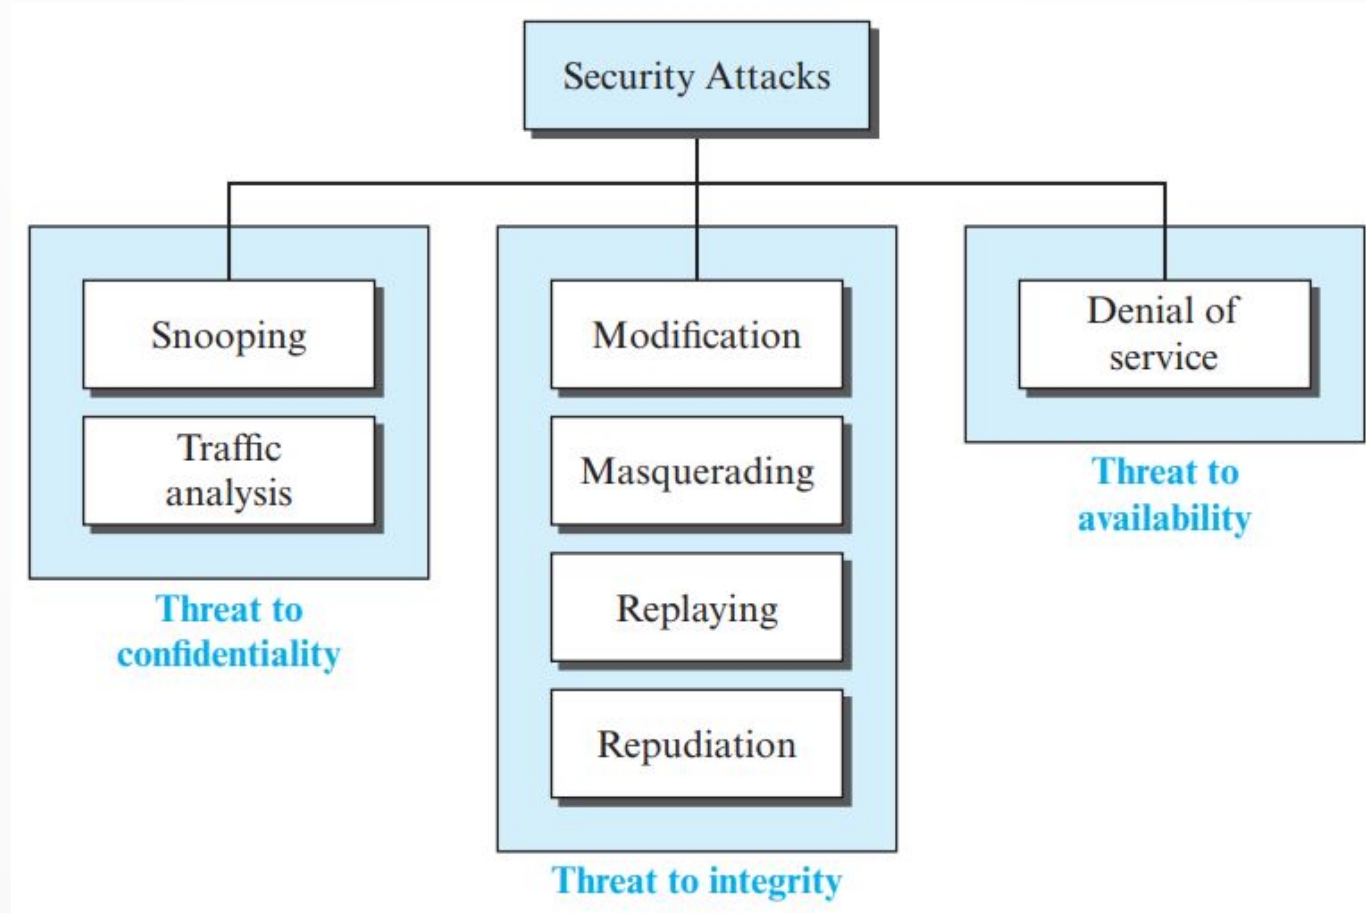 Security Attacks
Snooping
Traffic
analysis
Threat to
confidentiality
Modification
Masquerading
Replaying
Repudiation
Threat to integrity
Denial of
service
Threat to
availability